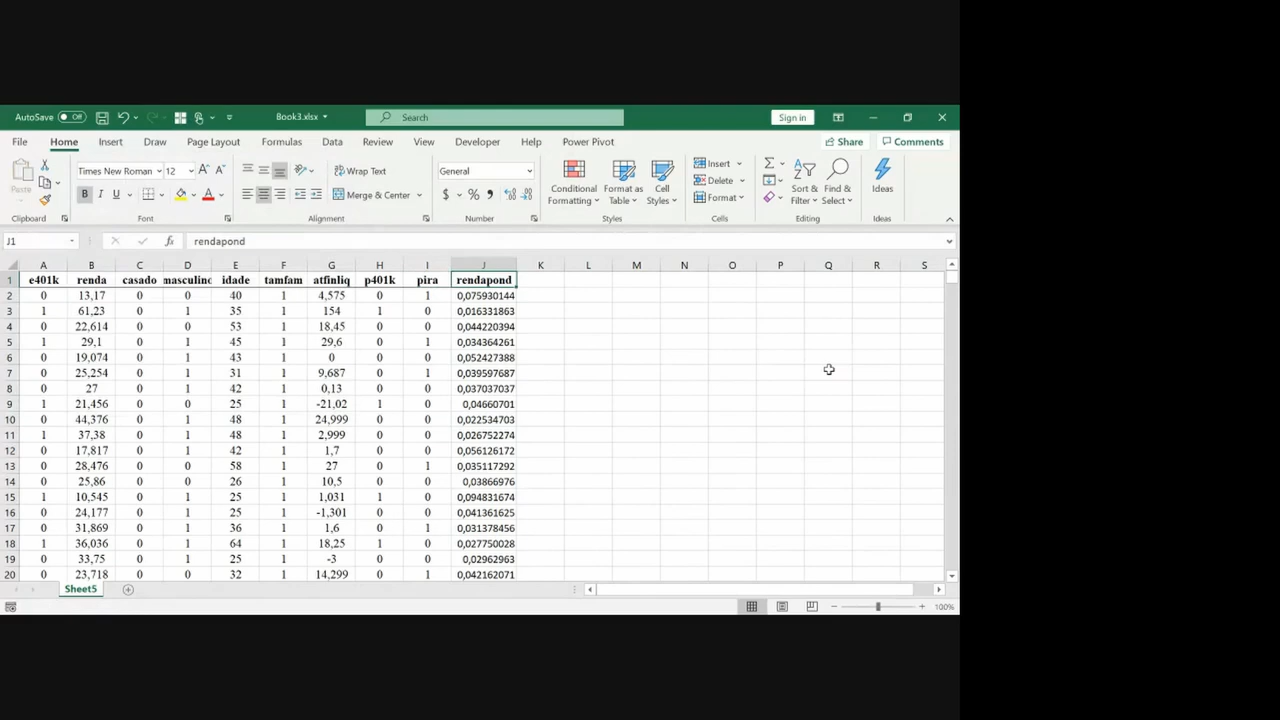 AutoSave Off Book3.xlsx Search Sign in
File Home Insert Draw Page Layout Formulas Data Review View Developer Help Power Pivot Share Comments
Paste Times New Roman 12 Wrap Text General Conditional Formatting Format as Table Cell Styles Insert Sort & Filter Find & Select Ideas
B I U Merge & Center $ % Delete Format
Clipboard Font Alignment Number Styles Cells Editing Ideas
J1 fx rendapond
A B C D E F G H I J K L M N O P Q R S
1 e401k renda casado masculino idade tamfam atfinliq p401k pira rendapond
2 0 13,17 0 0 40 1 4,575 0 1 0,075930144
3 1 61,23 0 1 35 1 154 1 0 0,016331863
4 0 22,614 0 0 53 1 18,45 0 0 0,044220394
5 1 29,1 0 1 45 1 29,6 0 1 0,034364261
6 0 19,074 0 1 43 1 0 0 0 0,052427388
7 0 25,254 0 1 31 1 9,687 0 1 0,039597687
8 0 27 0 1 42 1 0,13 0 0 0,037037037
9 1 21,456 0 0 25 1 -21,02 1 0 0,04660701
10 0 44,376 0 1 48 1 24,999 0 0 0,022534703
11 1 37,38 0 1 48 1 2,999 0 0 0,026752274
12 0 17,817 0 1 42 1 1,7 0 0 0,056126172
13 0 28,476 0 0 58 1 27 0 1 0,035117292
14 0 25,86 0 0 26 1 10,5 0 0 0,03866976
15 1 10,545 0 1 25 1 1,031 1 0 0,094831674
16 0 24,177 0 1 25 1 -1,301 0 0 0,041361625
17 0 31,869 0 1 36 1 1,6 0 1 0,031378456
18 1 36,036 0 1 64 1 18,25 1 0 0,027750028
19 0 33,75 0 1 25 1 -3 0 0 0,02962963
20 0 23,718 0 0 32 1 14,299 0 1 0,042162071
Sheet5
100%